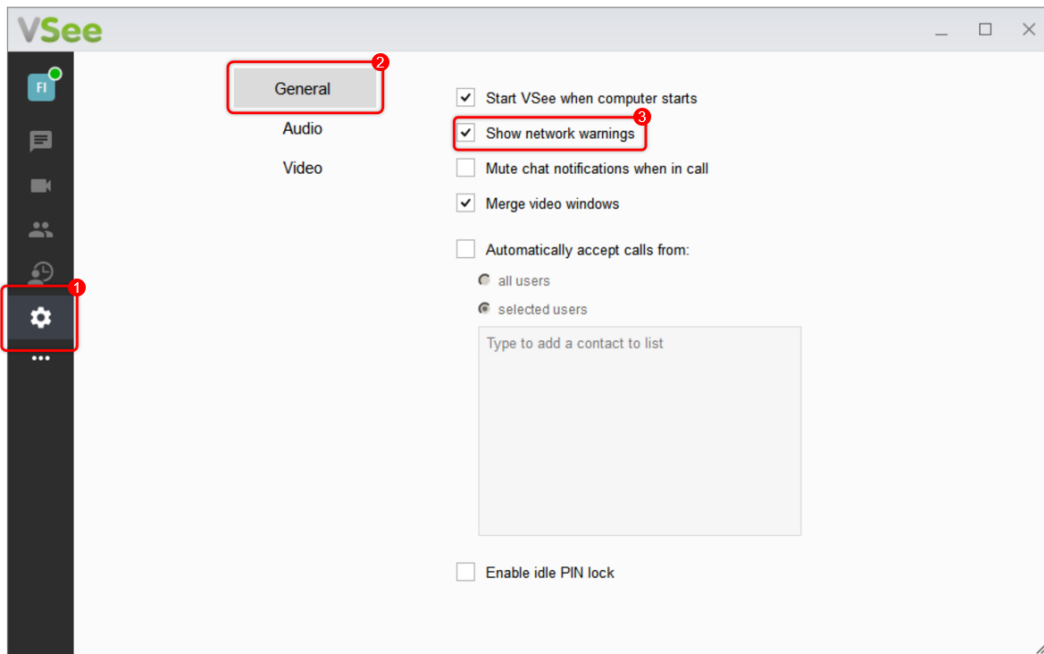 VSee
FI
1
General
2
Audio
Video
Start VSee when computer starts
Show network warnings
3
Mute chat notifications when in call
Merge video windows
Automatically accept calls from:
all users
selected users
Type to add a contact to list
Enable idle PIN lock